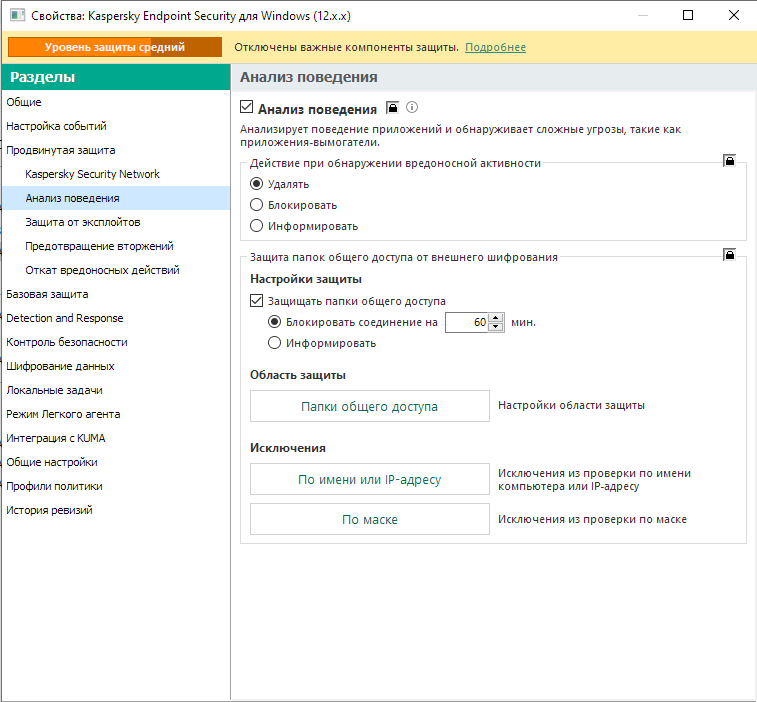 Свойства: Kaspersky Endpoint Security для Windows (12.x.x)
Уровень защиты средний
Отключены важные компоненты защиты. Подробнее
Разделы
Общие
Настройка событий
Продвинутая защита
Kaspersky Security Network
Анализ поведения
Защита от эксплойтов
Предотвращение вторжений
Откат вредоносных действий
Базовая защита
Detection and Response
Контроль безопасности
Шифрование данных
Локальные задачи
Режим Легкого агента
Интеграция с KUMA
Общие настройки
Профили политики
История ревизий
Анализ поведения
Анализ поведения
Анализирует поведение приложений и обнаруживает сложные угрозы, такие как
приложения-вымогатели.
Действие при обнаружении вредоносной активности
Удалять
Блокировать
Информировать
Защита папок общего доступа от внешнего шифрования
Настройки защиты
Защищать папки общего доступа
Блокировать соединение на 60 мин.
Информировать
Область защиты
Папки общего доступа
Настройки области защиты
Исключения
По имени или IP-адресу
Исключения из проверки по имени
компьютера или IP-адресу
По маске
Исключения из проверки по маске